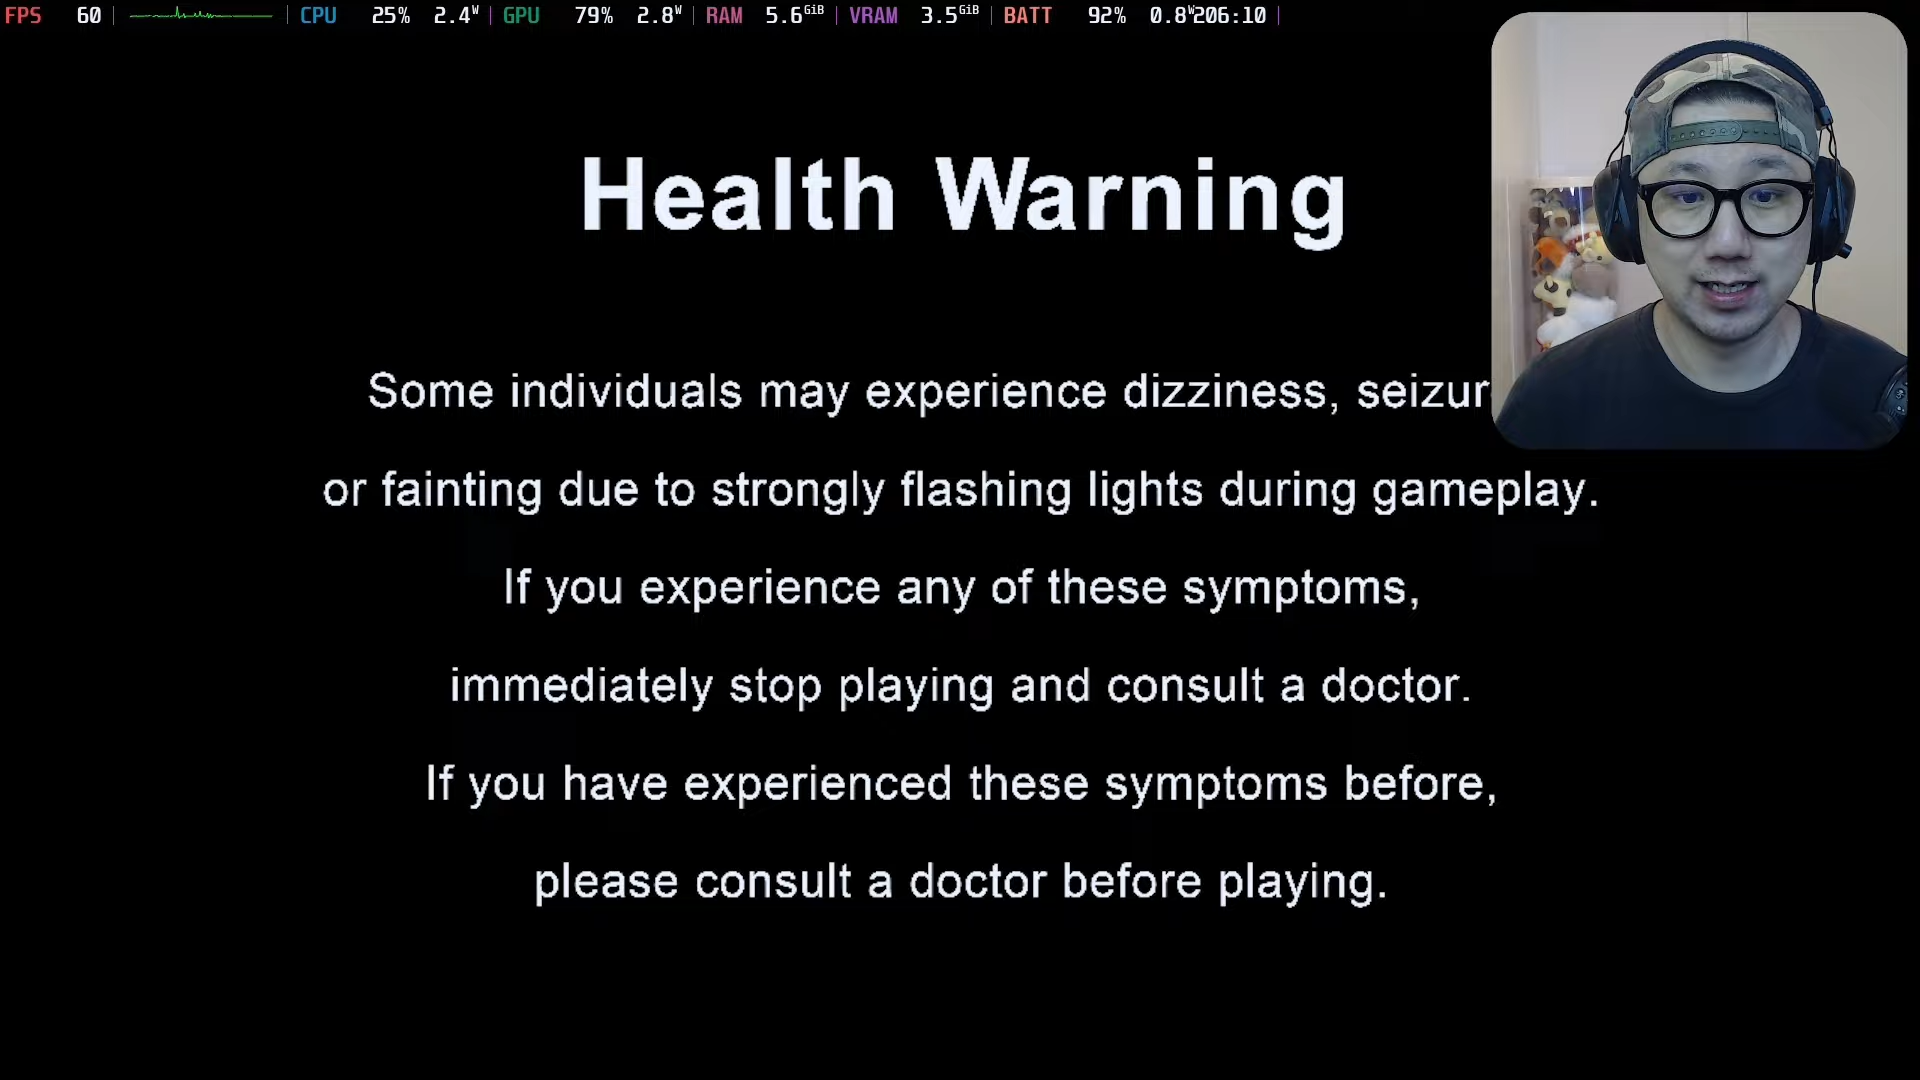 FPS 60 CPU 25% 2.4W GPU 79% 2.8W RAM 5.6GiB VRAM 3.5GiB BATT 92% 0.8W206:10
Health Warning
Some individuals may experience dizziness,
or fainting due to strongly flashing lights during gameplay.
If you experience any of these symptoms,
immediately stop playing and consult a doctor.
If you have experienced these symptoms before,
please consult a doctor before playing.